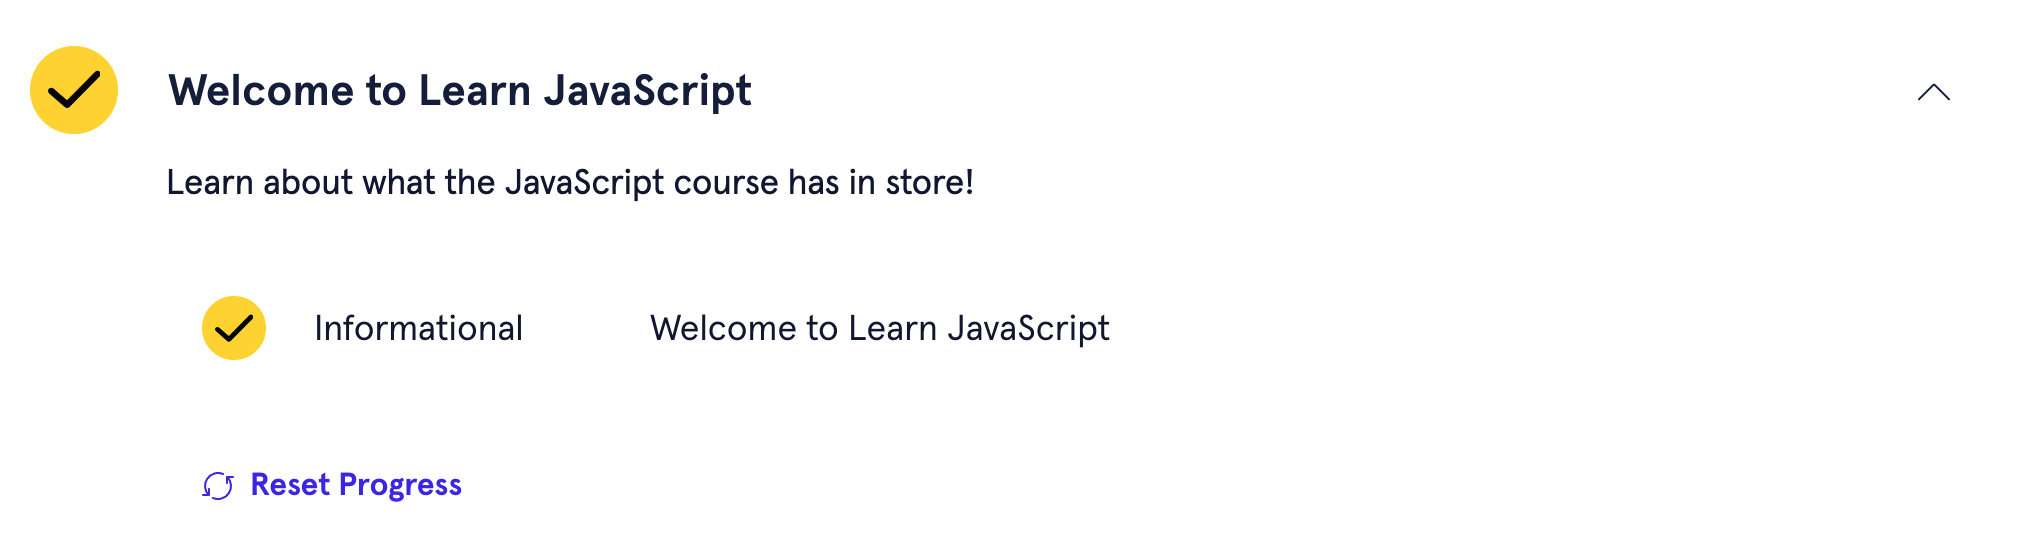 Welcome to Learn JavaScript
Learn about what the JavaScript course has in store!
Informational Welcome to Learn JavaScript
Reset Progress